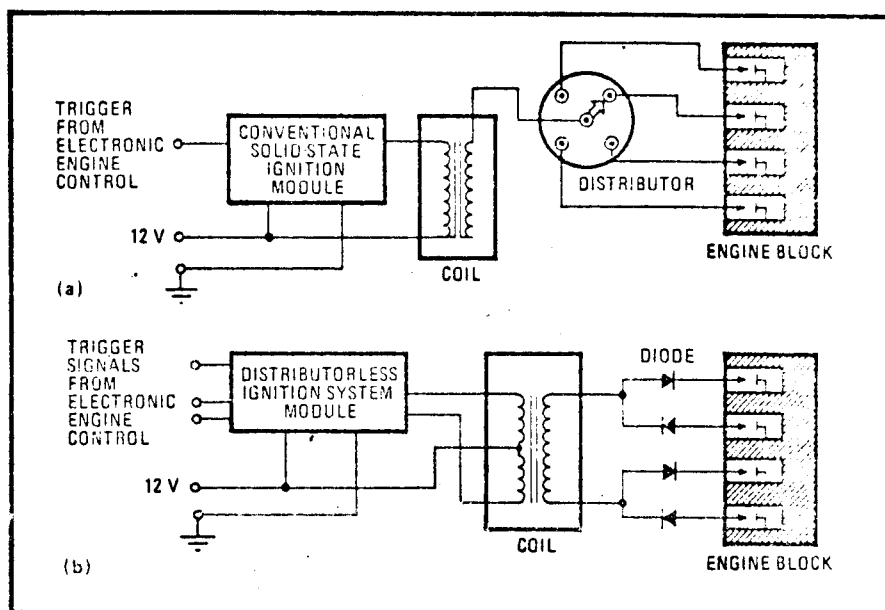 TRIGGER
FROM
ELECTRONIC
ENGINE
CONTROL
CONVENTIONAL
SOLID-STATE
IGNITION
MODULE
12 V
COIL
DISTRIBUTOR
ENGINE BLOCK
(a)
TRIGGER
SIGNALS
FROM
ELECTRONIC
ENGINE
CONTROL
DISTRIBUTORLESS
IGNITION SYSTEM
MODULE
12 V
COIL
DIODE
ENGINE BLOCK
(b)